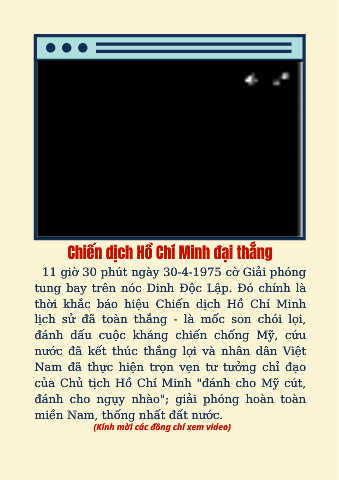 Chiến dịch Hồ Chí Minh đại thắng
11 giờ 30 phút ngày 30-4-1975 cờ Giải phóng
tung bay trên nóc Dinh Độc Lập. Đó chính là
thời khắc báo hiệu Chiến dịch Hồ Chí Minh
lịch sử đã toàn thắng - là mốc son chói lọi,
đánh dấu cuộc kháng chiến chống Mỹ, cứu
nước đã kết thúc thắng lợi và nhân dân Việt
Nam đã thực hiện trọn vẹn tư tưởng chỉ đạo
của Chủ tịch Hồ Chí Minh "đánh cho Mỹ cút,
đánh cho ngụy nhào"; giải phóng hoàn toàn
miền Nam, thống nhất đất nước.
(Kính mời các đồng chí xem video)